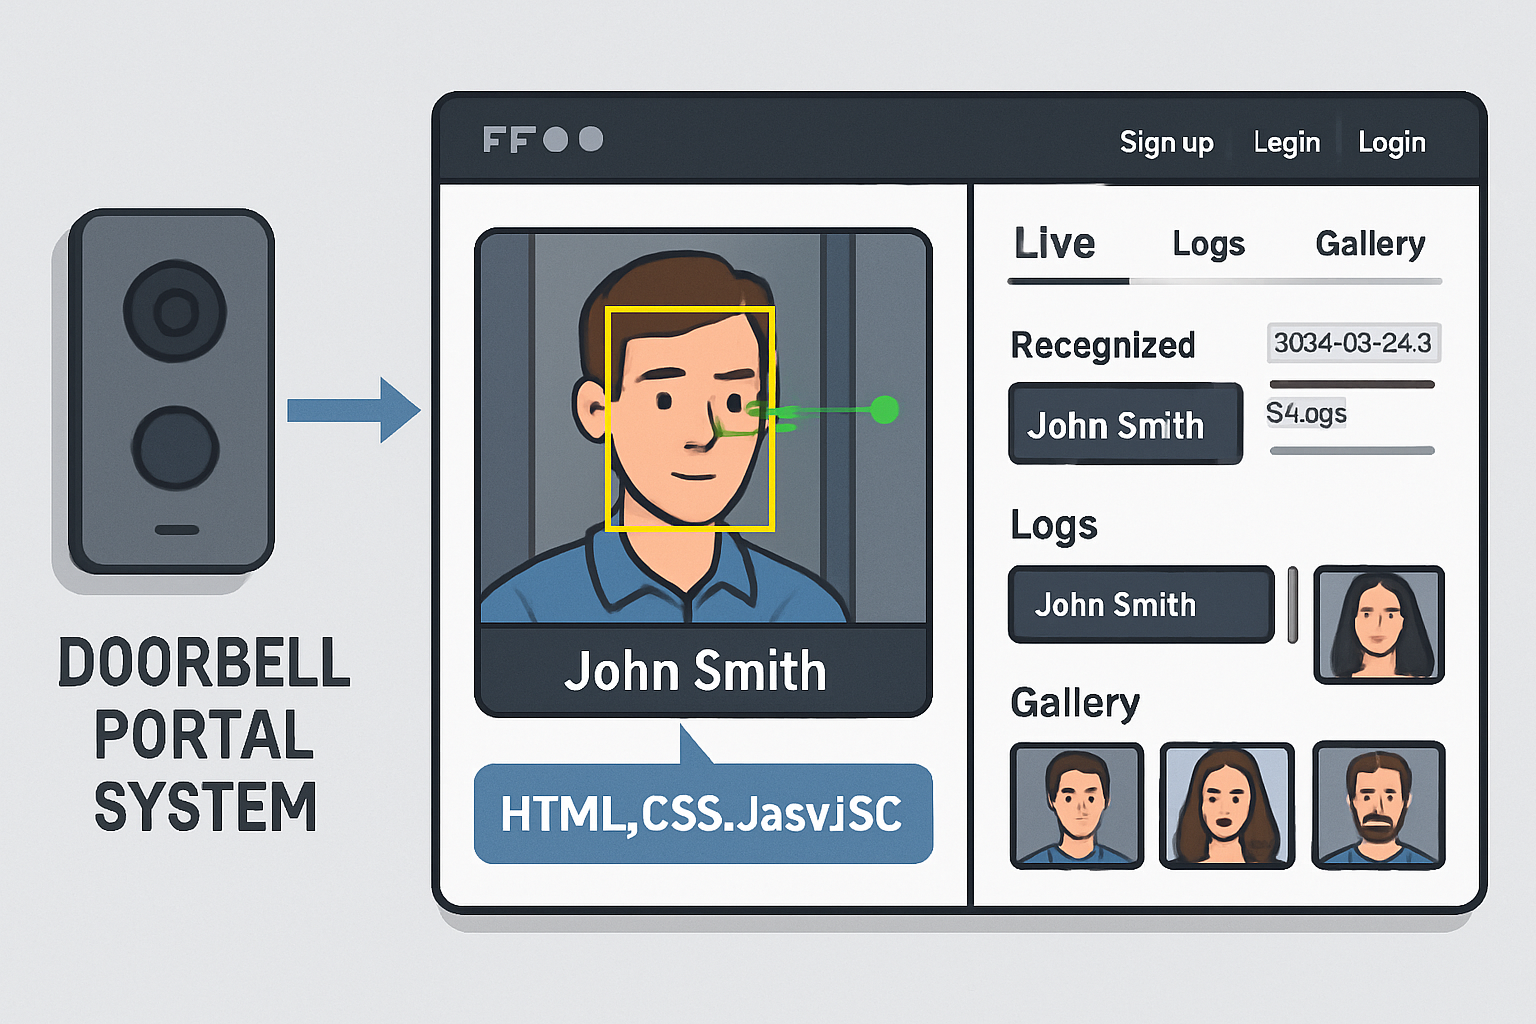 DOORBELL
PORTAL
SYSTEM
FF
Sign up
Legin
Login
John Smith
HTML,CSS.JasvJSC
Live
Logs
Gallery
Recegnized
3034-03-24.3
John Smith
S4.ogs
Logs
John Smith
Gallery